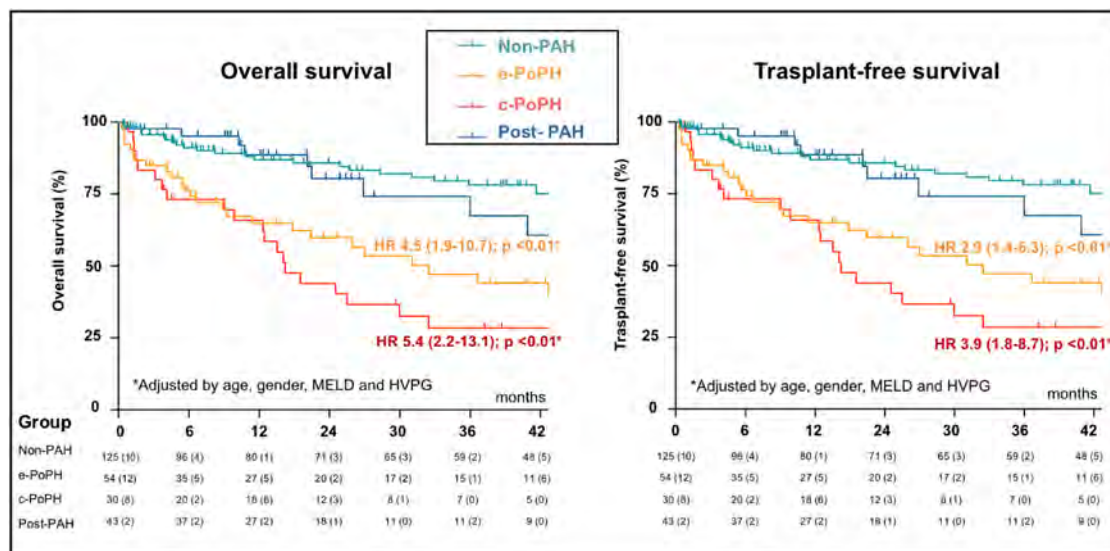 Non-PAH
e-PoPH
c-PoPH
Post- PAH
Overall survival
Overall survival (%)
100
75
50
25
0
HR 4.5 (1.9-10.7); p <0.01*
HR 5.4 (2.2-13.1); p <0.01*
*Adjusted by age, gender, MELD and HVPG
months
0 6 12 24 30 36 42
Trasplant-free survival
Trasplant-free survival (%)
100
75
50
25
0
HR 2.9 (1.4-6.3); p <0.01*
HR 3.9 (1.8-8.7); p <0.01*
*Adjusted by age, gender, MELD and HVPG
months
0 6 12 24 30 36 42
Group
Non-PAH 125 (10) 96 (4) 80 (1) 71 (3) 65 (3) 59 (2) 48 (5)
e-PoPH 54 (12) 35 (5) 27 (5) 20 (2) 17 (2) 15 (1) 11 (6)
c-PoPH 30 (8) 20 (2) 18 (6) 12 (3) 8 (1) 7 (0) 5 (0)
Post-PAH 43 (2) 37 (2) 27 (2) 18 (1) 11 (0) 11 (2) 9 (0)
125 (10) 96 (4) 80 (1) 71 (3) 65 (3) 59 (2) 48 (5)
54 (12) 35 (5) 27 (5) 20 (2) 17 (2) 15 (1) 11 (6)
30 (8) 20 (2) 18 (6) 12 (3) 7 (0) 5 (0)
43 (2) 37 (2) 27 (2) 18 (1) 11 (0) 11 (2) 9 (0)